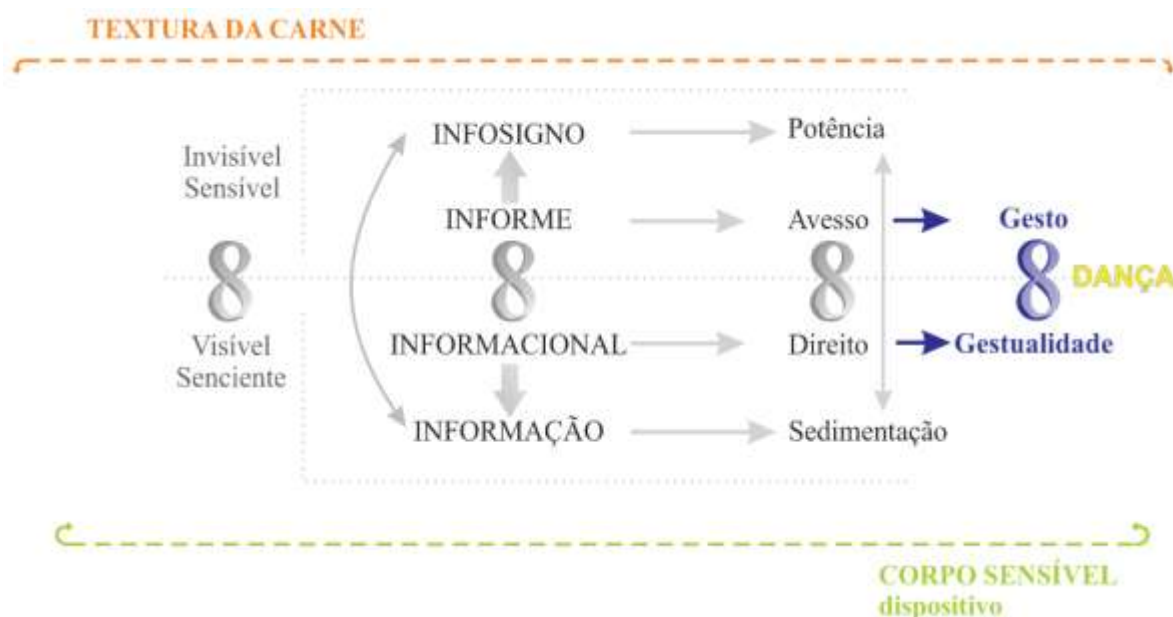 TEXTURA DA CARNE
INFOSIGNO
Potência
Invisível
Sensível
INFORME
Avesso
Gesto
DANÇA
Visível
Senciente
INFORMACIONAL
Direito
Gestualidade
INFORMAÇÃO
Sedimentação
CORPO SENSÍVEL
dispositivo